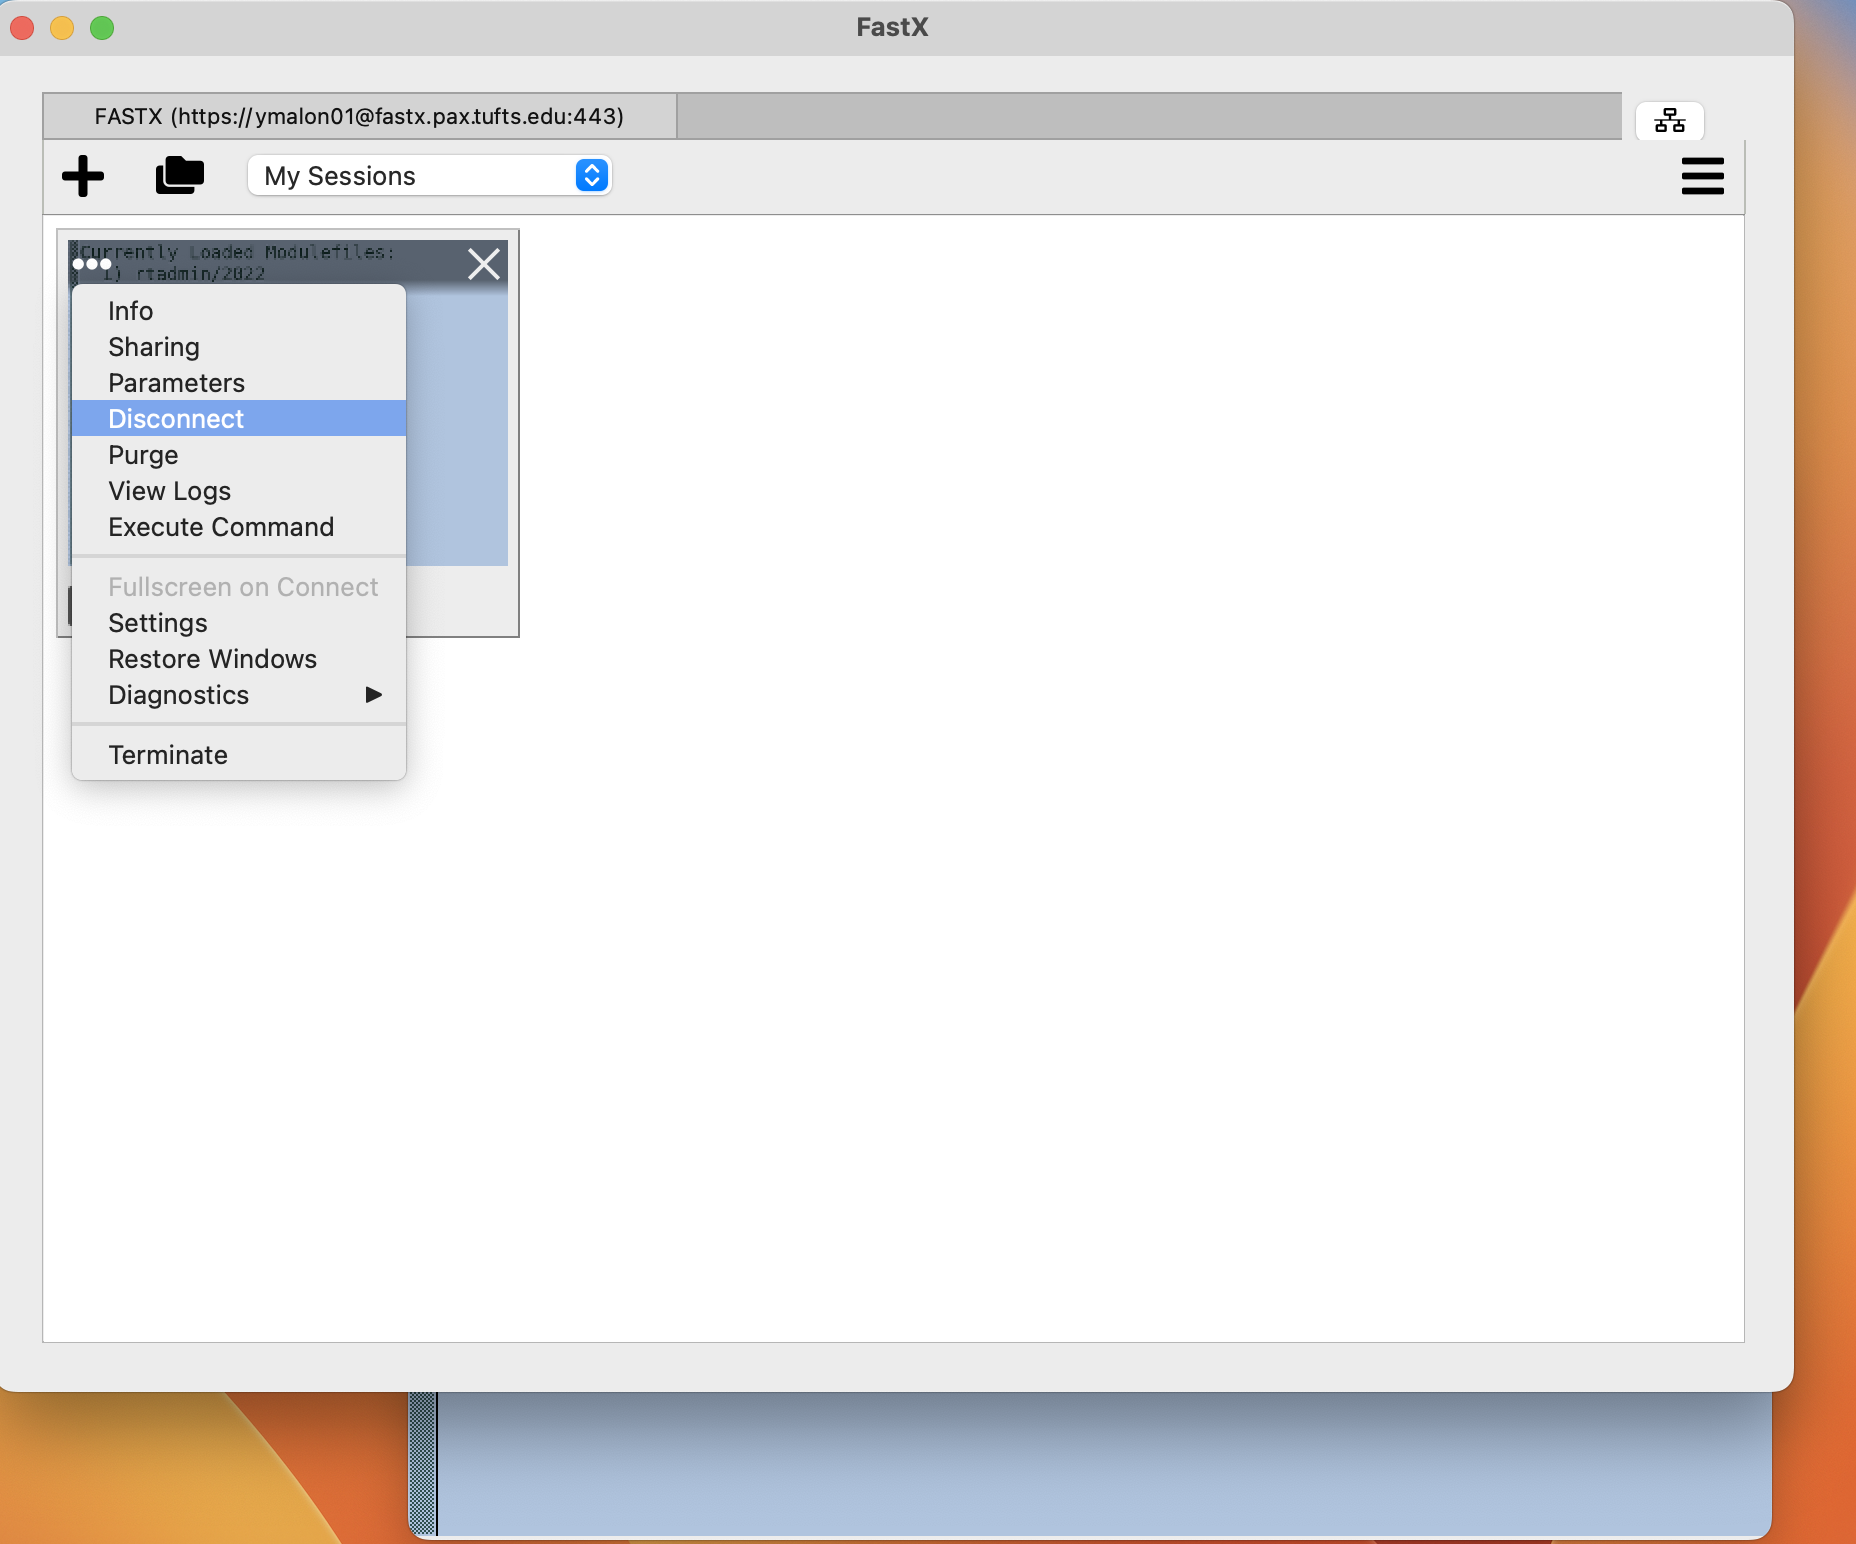 FastX
FASTX (https://ymalon01@fastx.pax.tufts.edu:443)
My Sessions
Currently Loaded Modulefiles:
1) rtadmin/2022
Info
Sharing
Parameters
Disconnect
Purge
View Logs
Execute Command
Fullscreen on Connect
Settings
Restore Windows
Diagnostics
Terminate